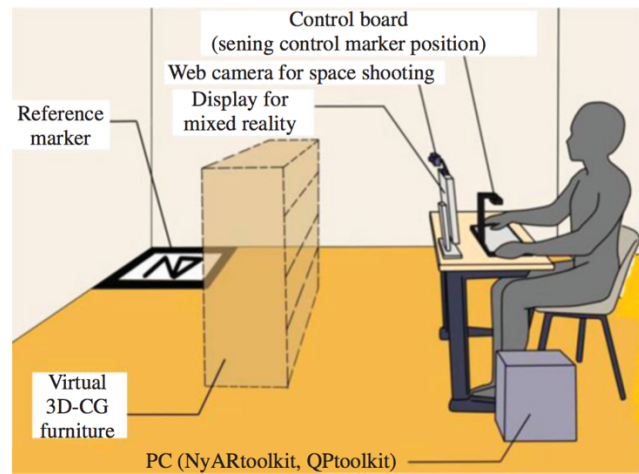 Control board
(sening control marker position)
Web camera for space shooting
Display for
mixed reality
Reference
marker
Virtual
3D-CG
furniture
PC (NyARtoolkit, QPtoolkit)